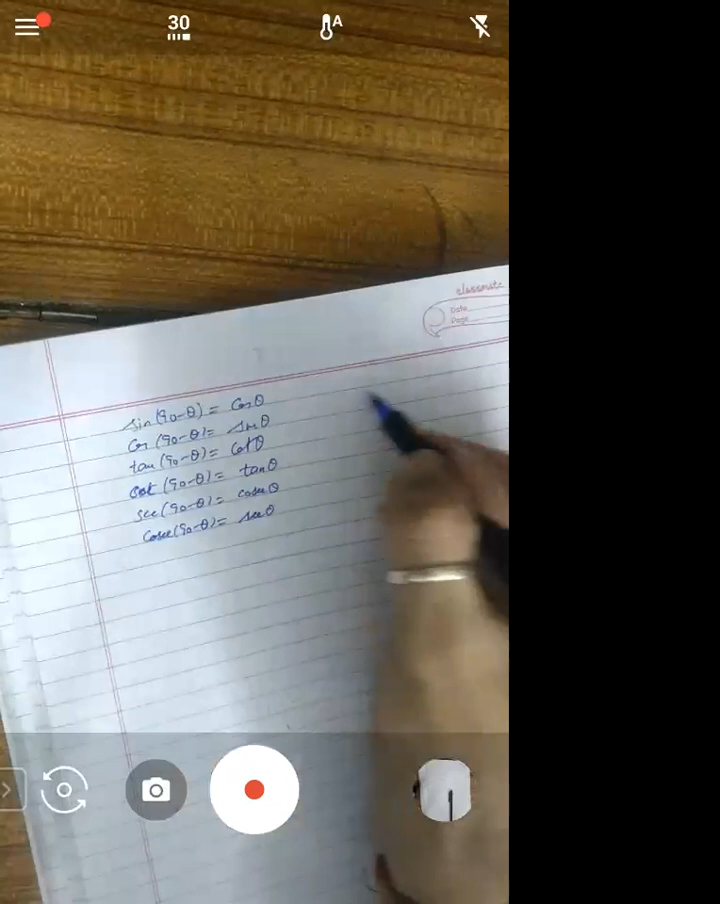 30
A
classmate
Date
Page
sin(90-θ) = Cosθ
Cos(90-θ) = sinθ
tan(90-θ) = Cotθ
Cot(90-θ) = tanθ
sec(90-θ) = cosecθ
Cosec(90-θ) = secθ